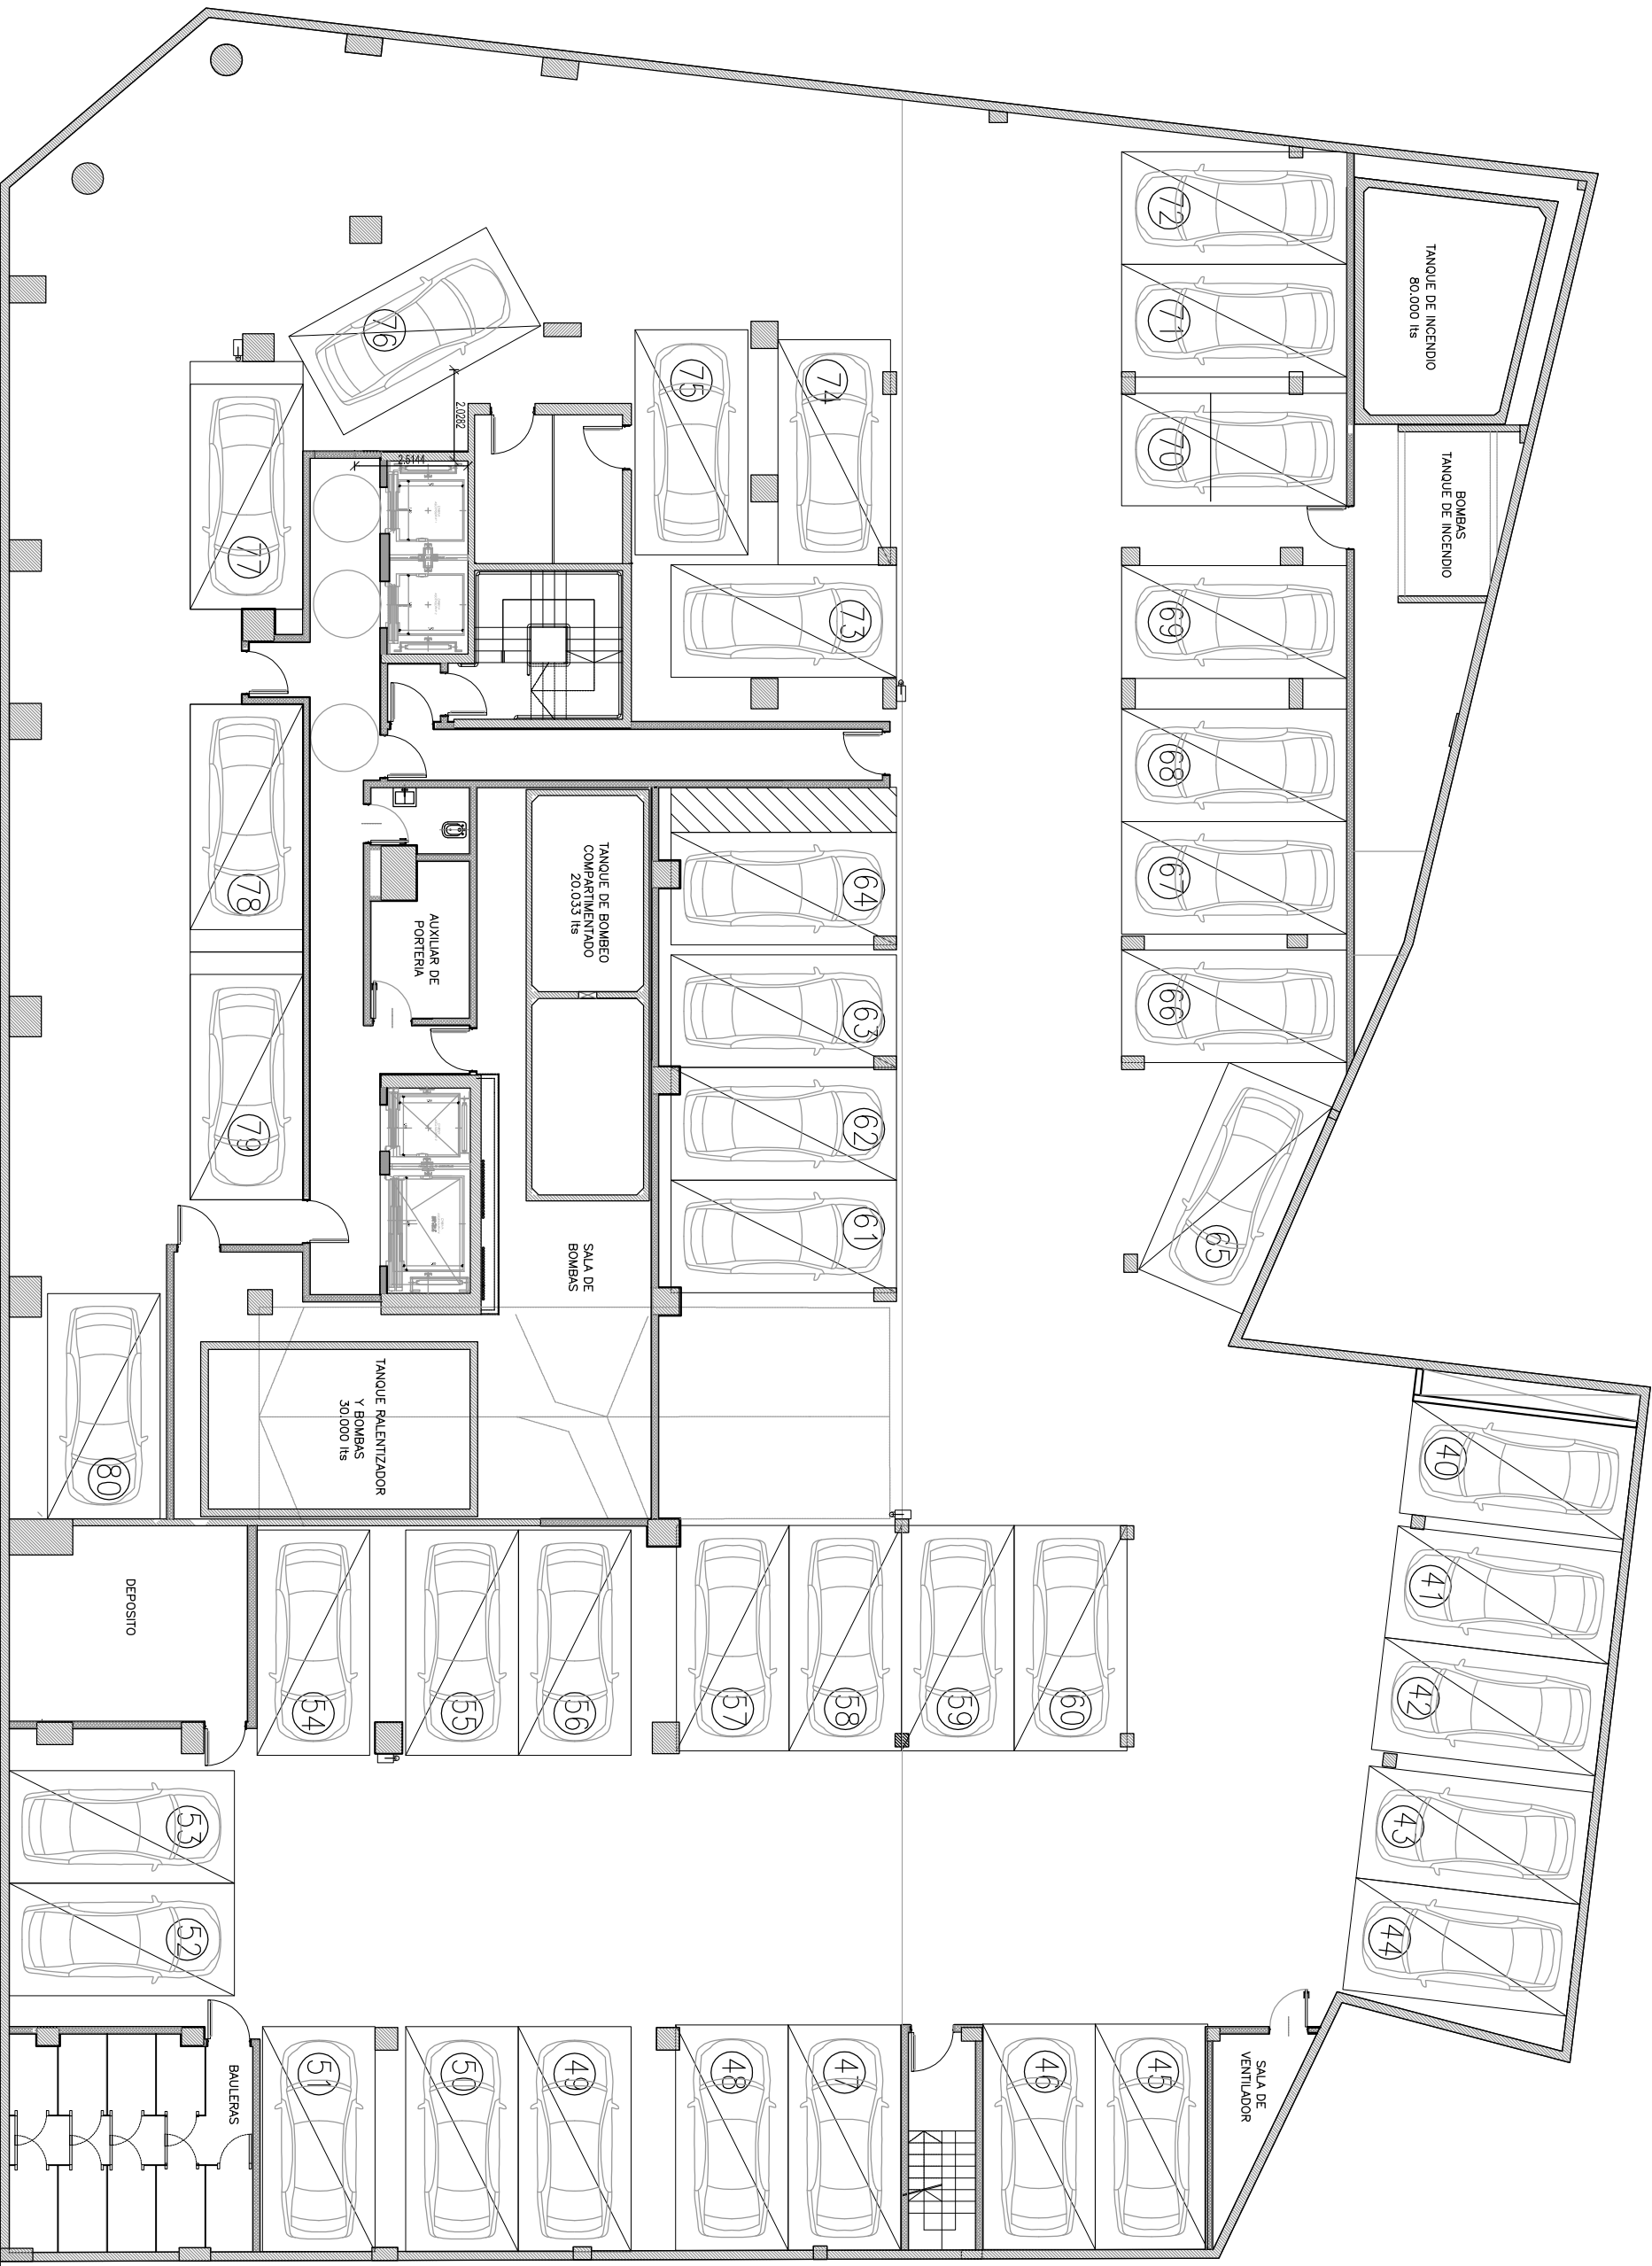 72
TANQUE DE INCENDIO
80.000 lts
71
76
75
74
70
2.0282
2.5144
BOMBAS
TANQUE DE INCENDIO
77
73
69
68
78
64
67
TANQUE DE BOMBEO
COMPARTIMENTADO
20.033 lts
AUXILIAR DE
PORTERIA
63
66
79
62
61
65
SALA DE
BOMBAS
80
TANQUE RALENTIZADOR
Y BOMBAS
30.000 lts
40
41
DEPOSITO
54
55
56
57
58
59
60
42
53
43
52
44
BAULERAS
51
50
49
48
47
46
45
SALA DE
VENTILADOR